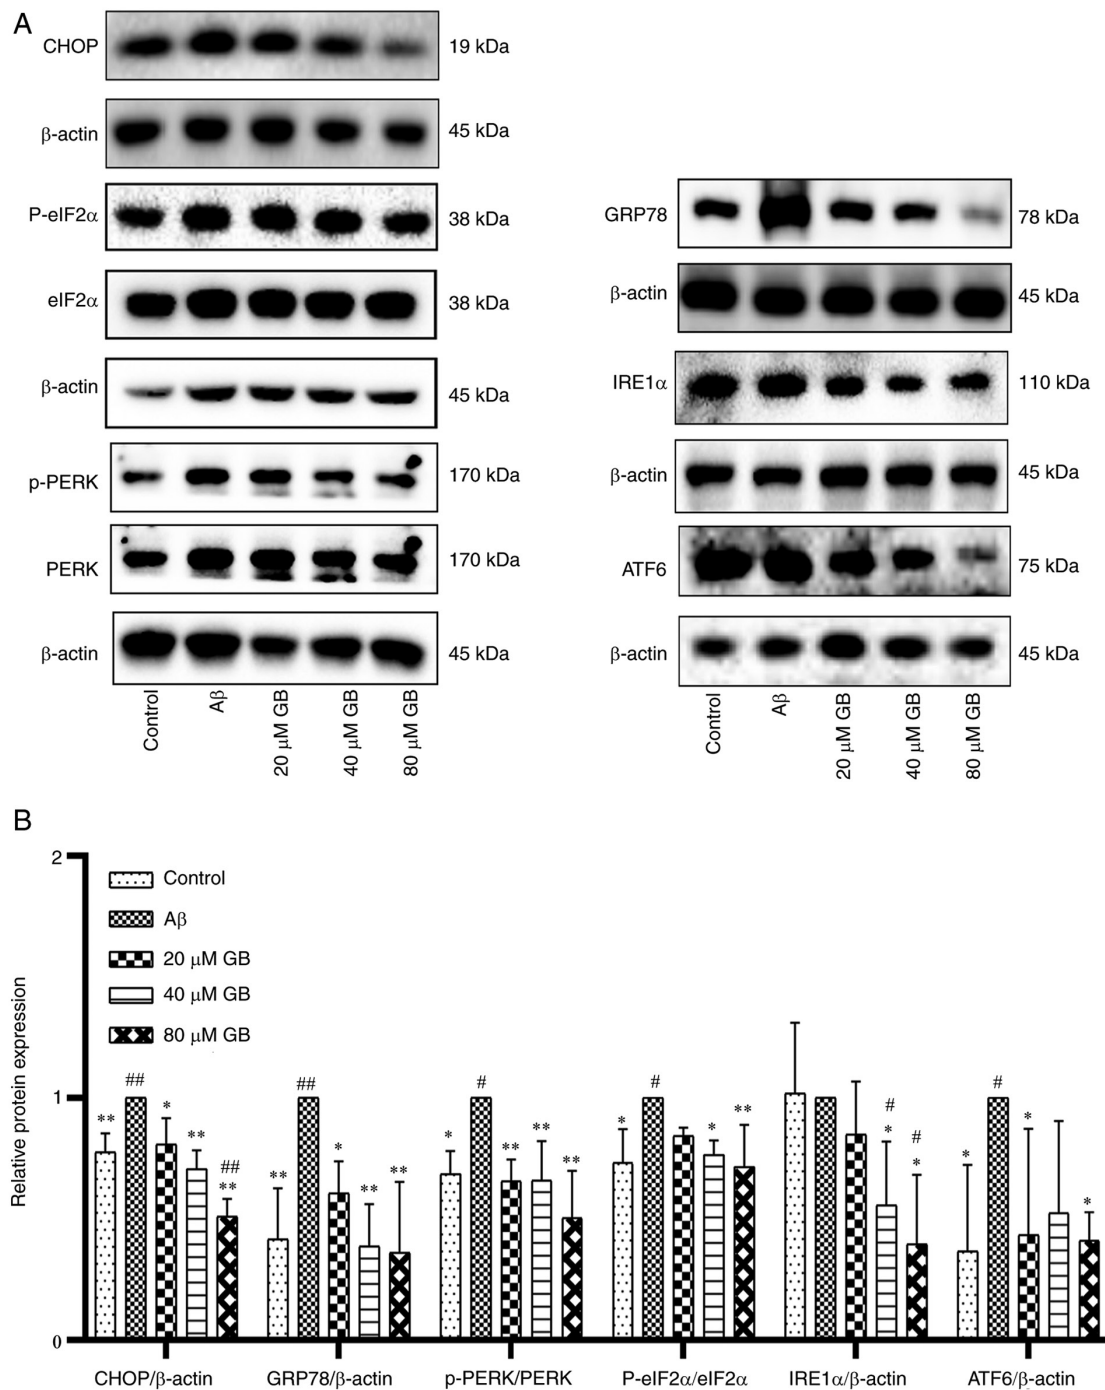 A
CHOP 19 kDa
β-actin 45 kDa
P-eIF2α 38 kDa
eIF2α 38 kDa
β-actin 45 kDa
p-PERK 170 kDa
PERK 170 kDa
β-actin 45 kDa
Control Aβ 20 μM GB 40 μM GB 80 μM GB
GRP78 78 kDa
β-actin 45 kDa
IRE1α 110 kDa
β-actin 45 kDa
ATF6 75 kDa
β-actin 45 kDa
Control Aβ 20 μM GB 40 μM GB 80 μM GB
B
Relative protein expression
2
1
0
Control
Aβ
20 μM GB
40 μM GB
80 μM GB
** ## * ** ## **
** ## * ** **
* # ** ** **
* # * **
# * # *
* # * *
CHOP/β-actin GRP78/β-actin p-PERK/PERK P-eIF2α/eIF2α IRE1α/β-actin ATF6/β-actin